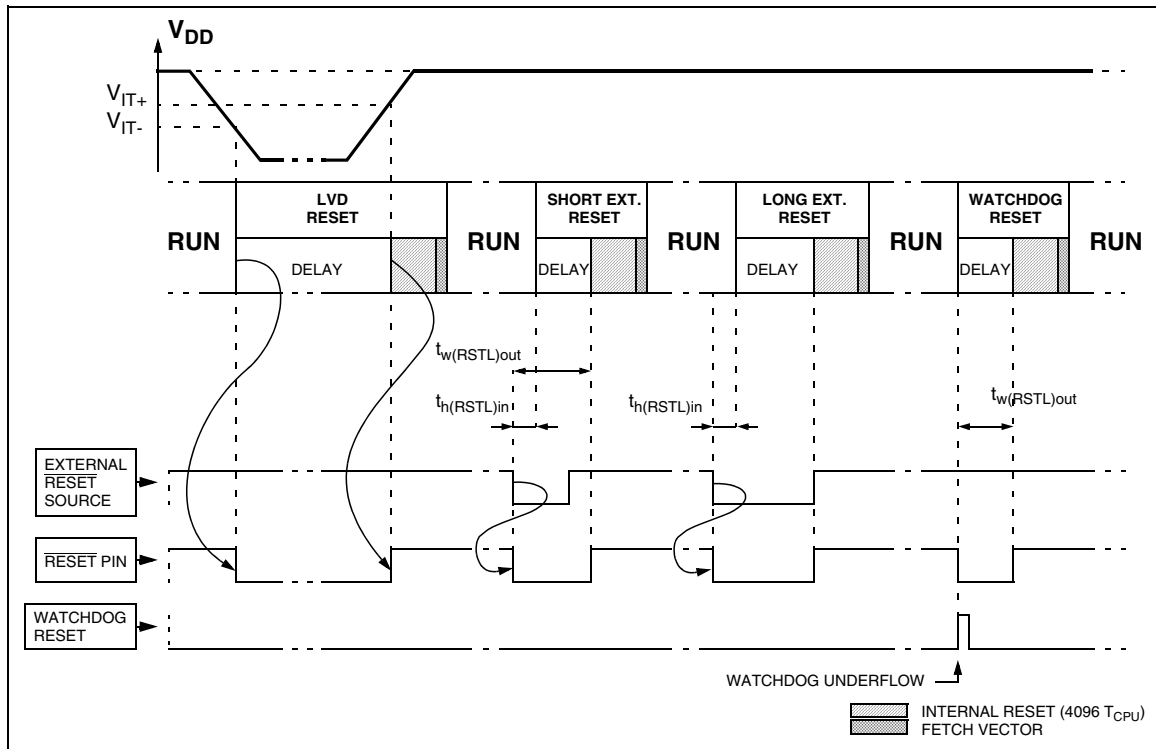 VDD
VIT+
VIT-
LVD
RESET
SHORT EXT.
RESET
LONG EXT.
RESET
WATCHDOG
RESET
RUN
RUN
RUN
RUN
RUN
DELAY
DELAY
DELAY
DELAY
tw(RSTL)out
th(RSTL)in
th(RSTL)in
tw(RSTL)out
EXTERNAL
RESET
SOURCE
RESET PIN
WATCHDOG
RESET
WATCHDOG UNDERFLOW
INTERNAL RESET (4096 TCPU)
FETCH VECTOR